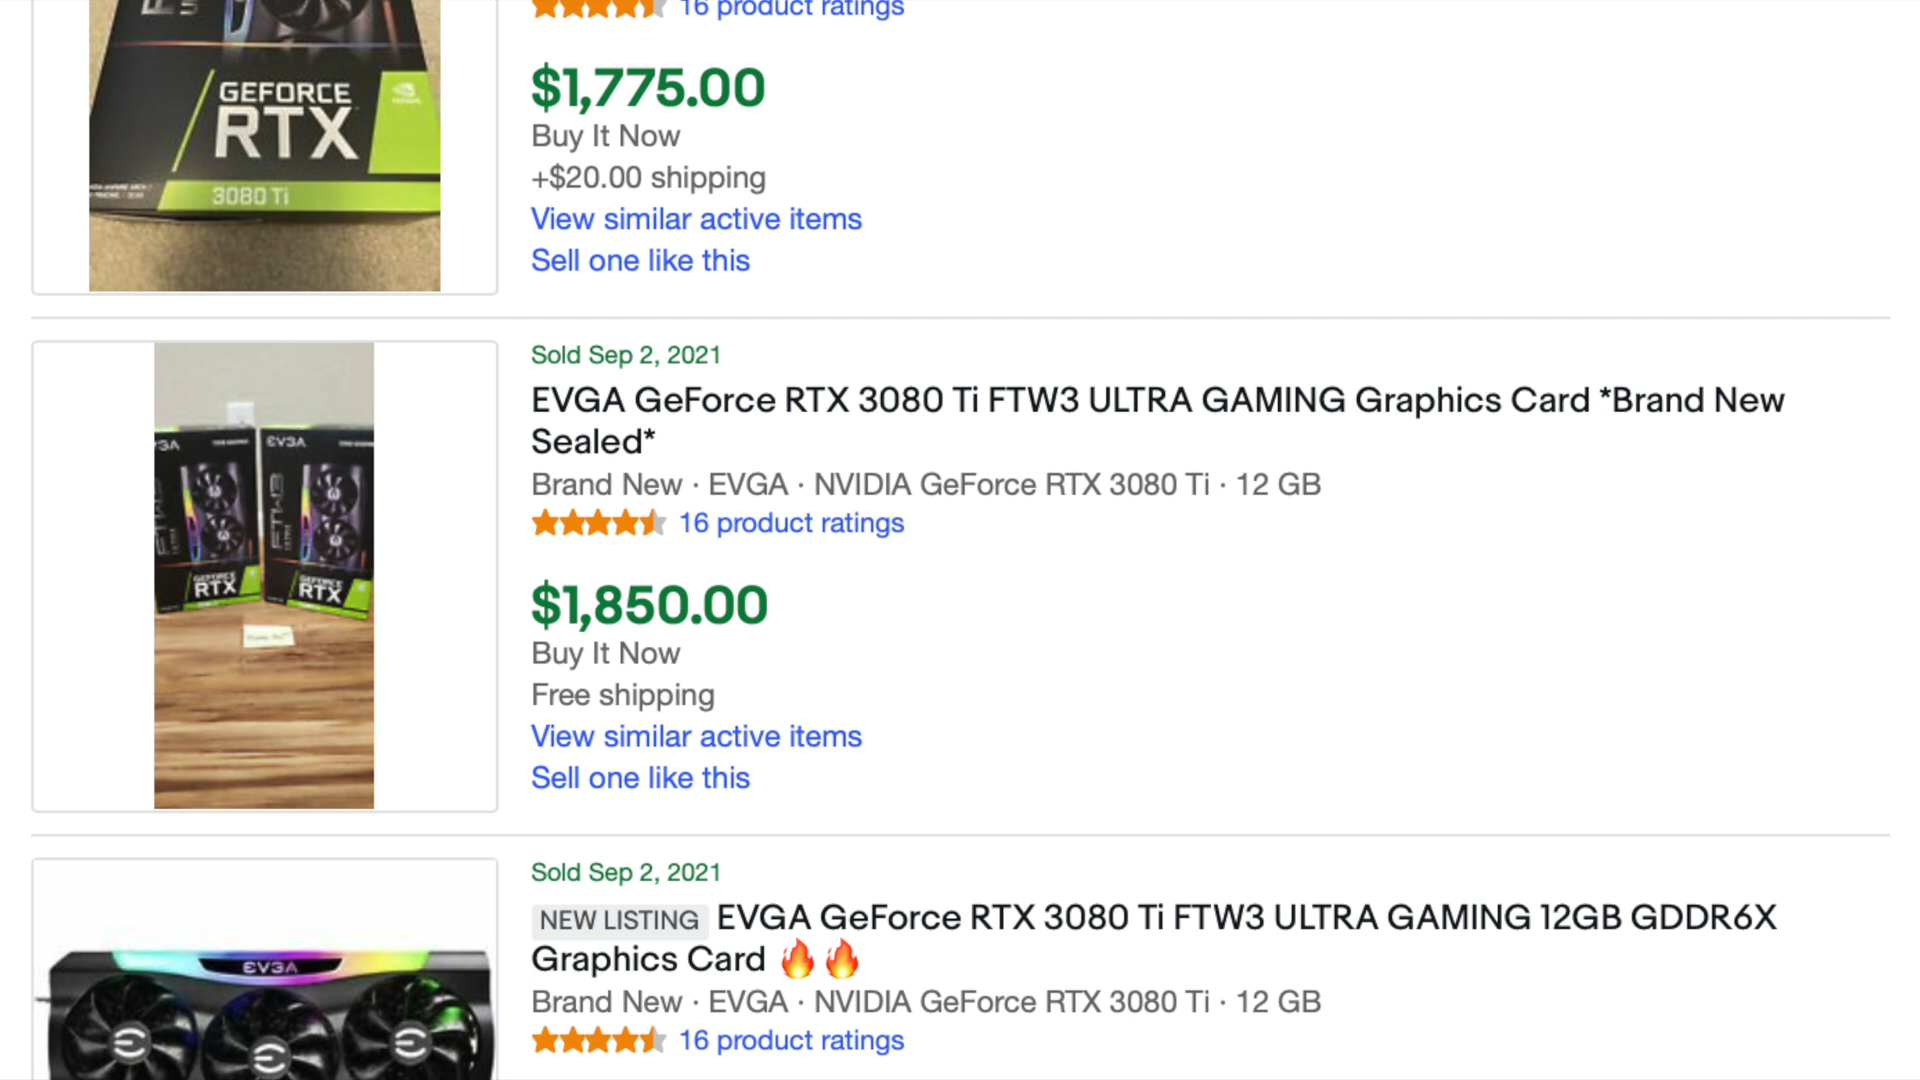 16 product ratings
GEFORCE
RTX
3080 Ti
$1,775.00
Buy It Now
+$20.00 shipping
View similar active items
Sell one like this
Sold Sep 2, 2021
EVGA GeForce RTX 3080 Ti FTW3 ULTRA GAMING Graphics Card *Brand New
Sealed*
Brand New · EVGA · NVIDIA GeForce RTX 3080 Ti · 12 GB
16 product ratings
EVGA
FTW3
GEFORCE
RTX
GEFORCE
RTX
$1,850.00
Buy It Now
Free shipping
View similar active items
Sell one like this
Sold Sep 2, 2021
NEW LISTING EVGA GeForce RTX 3080 Ti FTW3 ULTRA GAMING 12GB GDDR6X
Graphics Card 🔥🔥
Brand New · EVGA · NVIDIA GeForce RTX 3080 Ti · 12 GB
16 product ratings
EVGA